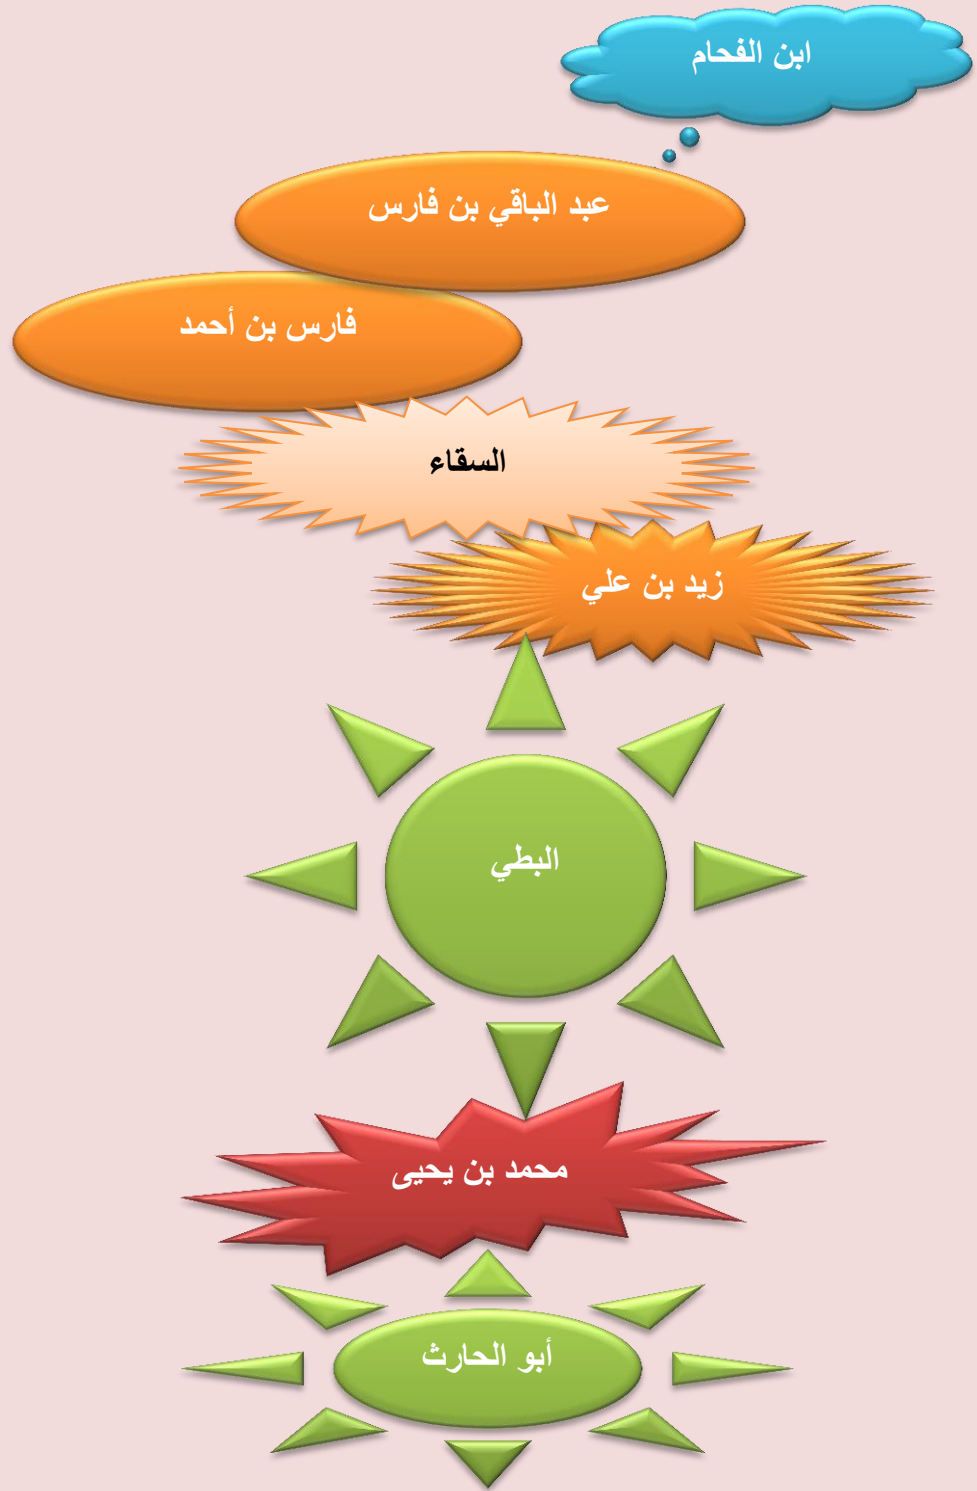 ابن الفحام
عبد الباقي بن فارس
فارس بن أحمد
السقاء
زيد بن علي
البطي
محمد بن يحيى
أبو الحارث